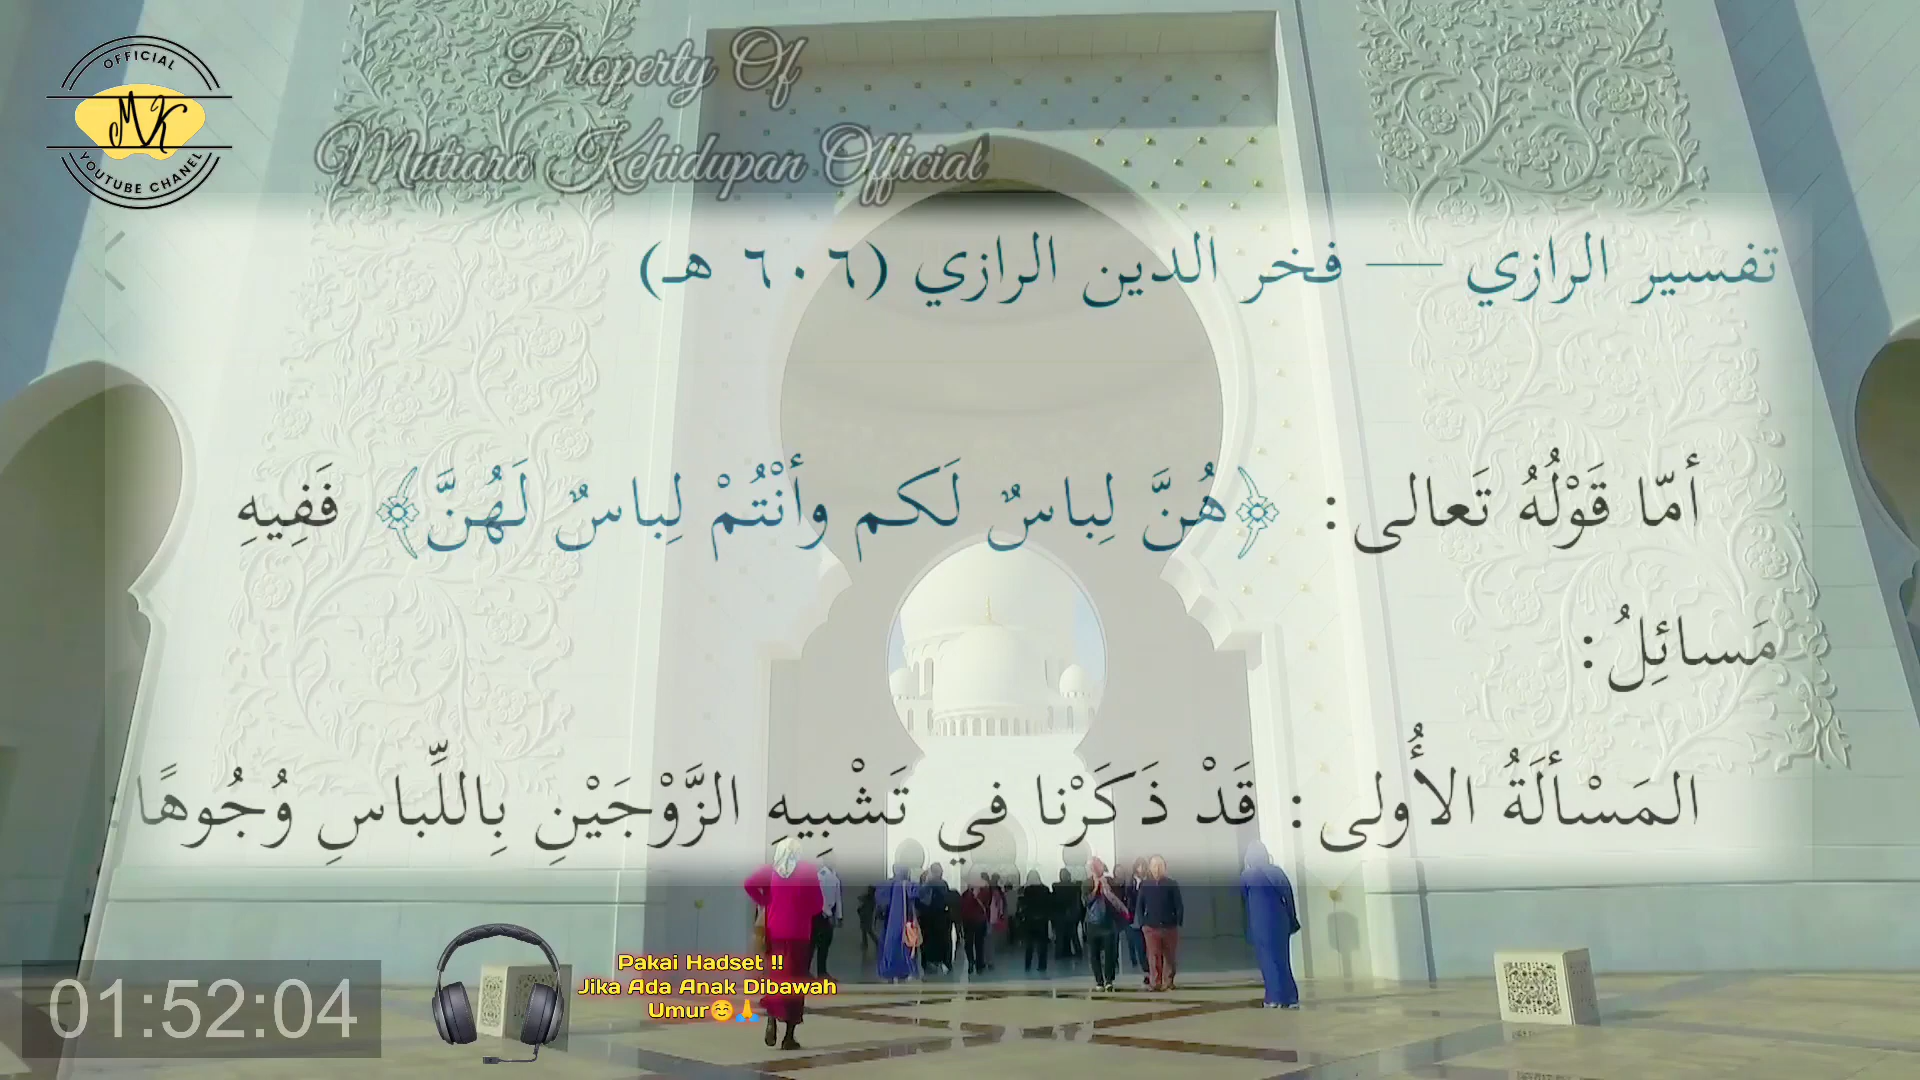 OFFICIAL
MK
YOUTUBE CHANEL
Property Of
Mutiara Khidupan Official
تفسير الرازي — فخر الدين الرازي (٦٠٦ هـ)
أمّا قَوْلُهُ تَعالى: ﴿هُنَّ لِباسٌ لَكم وأنْتُمْ لِباسٌ لَهُنَّ﴾ فَفِيهِ
مَسائِلُ:
المَسْألَةُ الأُولى: قَدْ ذَكَرْنا في تَشْبِيهِ الزَّوْجَيْنِ بِاللِّباسِ وُجُوهًا:
01:52:04
Pakai Hadset !!
Jika Ada Anak Dibawah
Umur☺️🙏